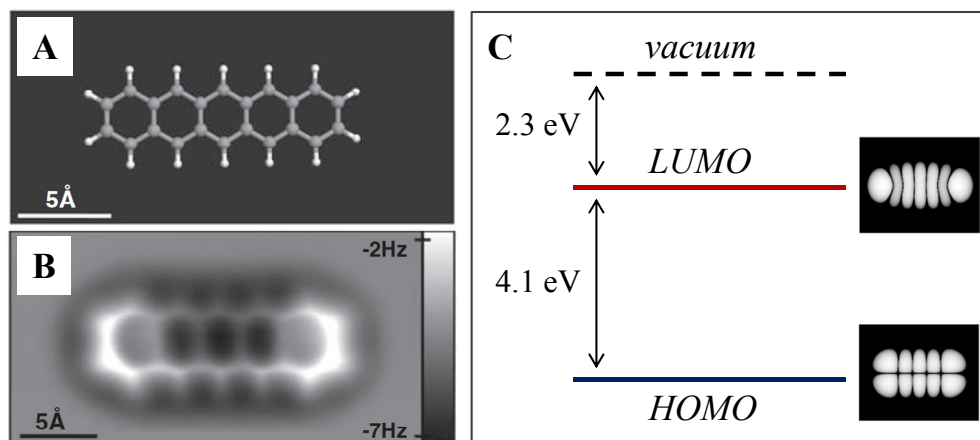 A
5Å
B
-2Hz
5Å
-7Hz
C
vacuum
2.3 eV
LUMO
4.1 eV
HOMO